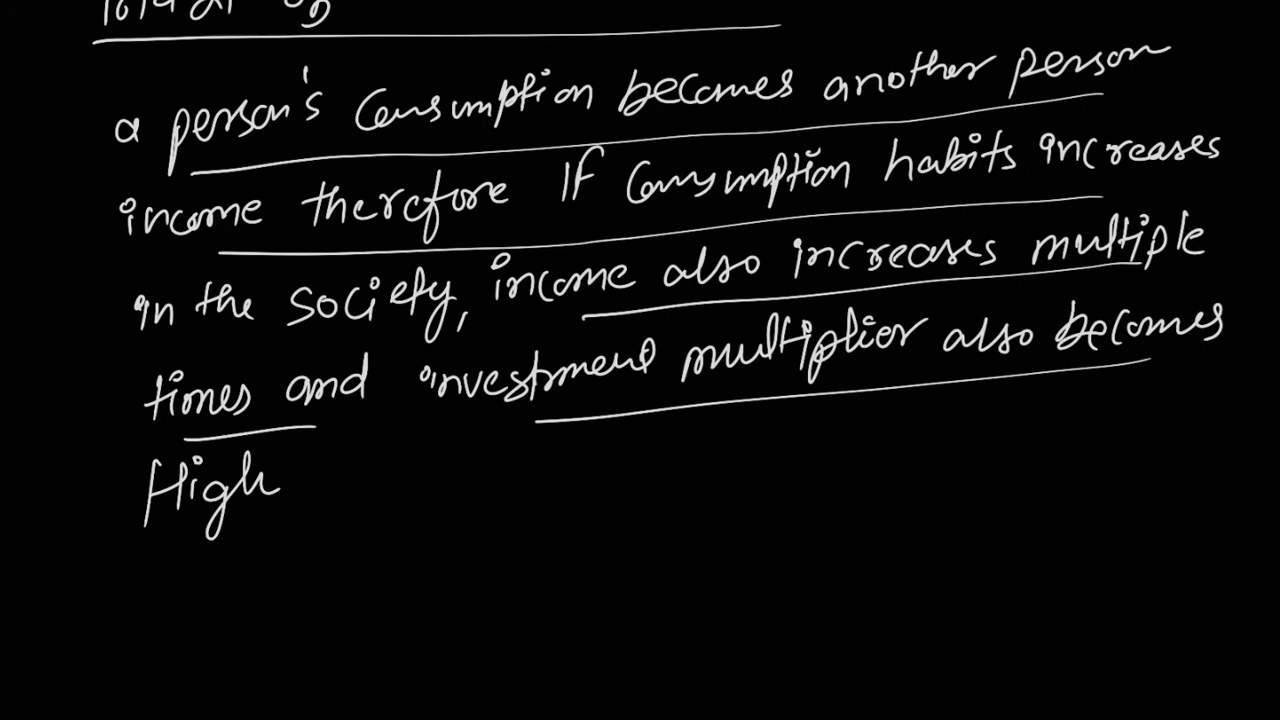 a person's consumption becomes another person
income therefore If consumption habits increases
in the society, income also increases multiple
times and investment multiplier also becomes
High